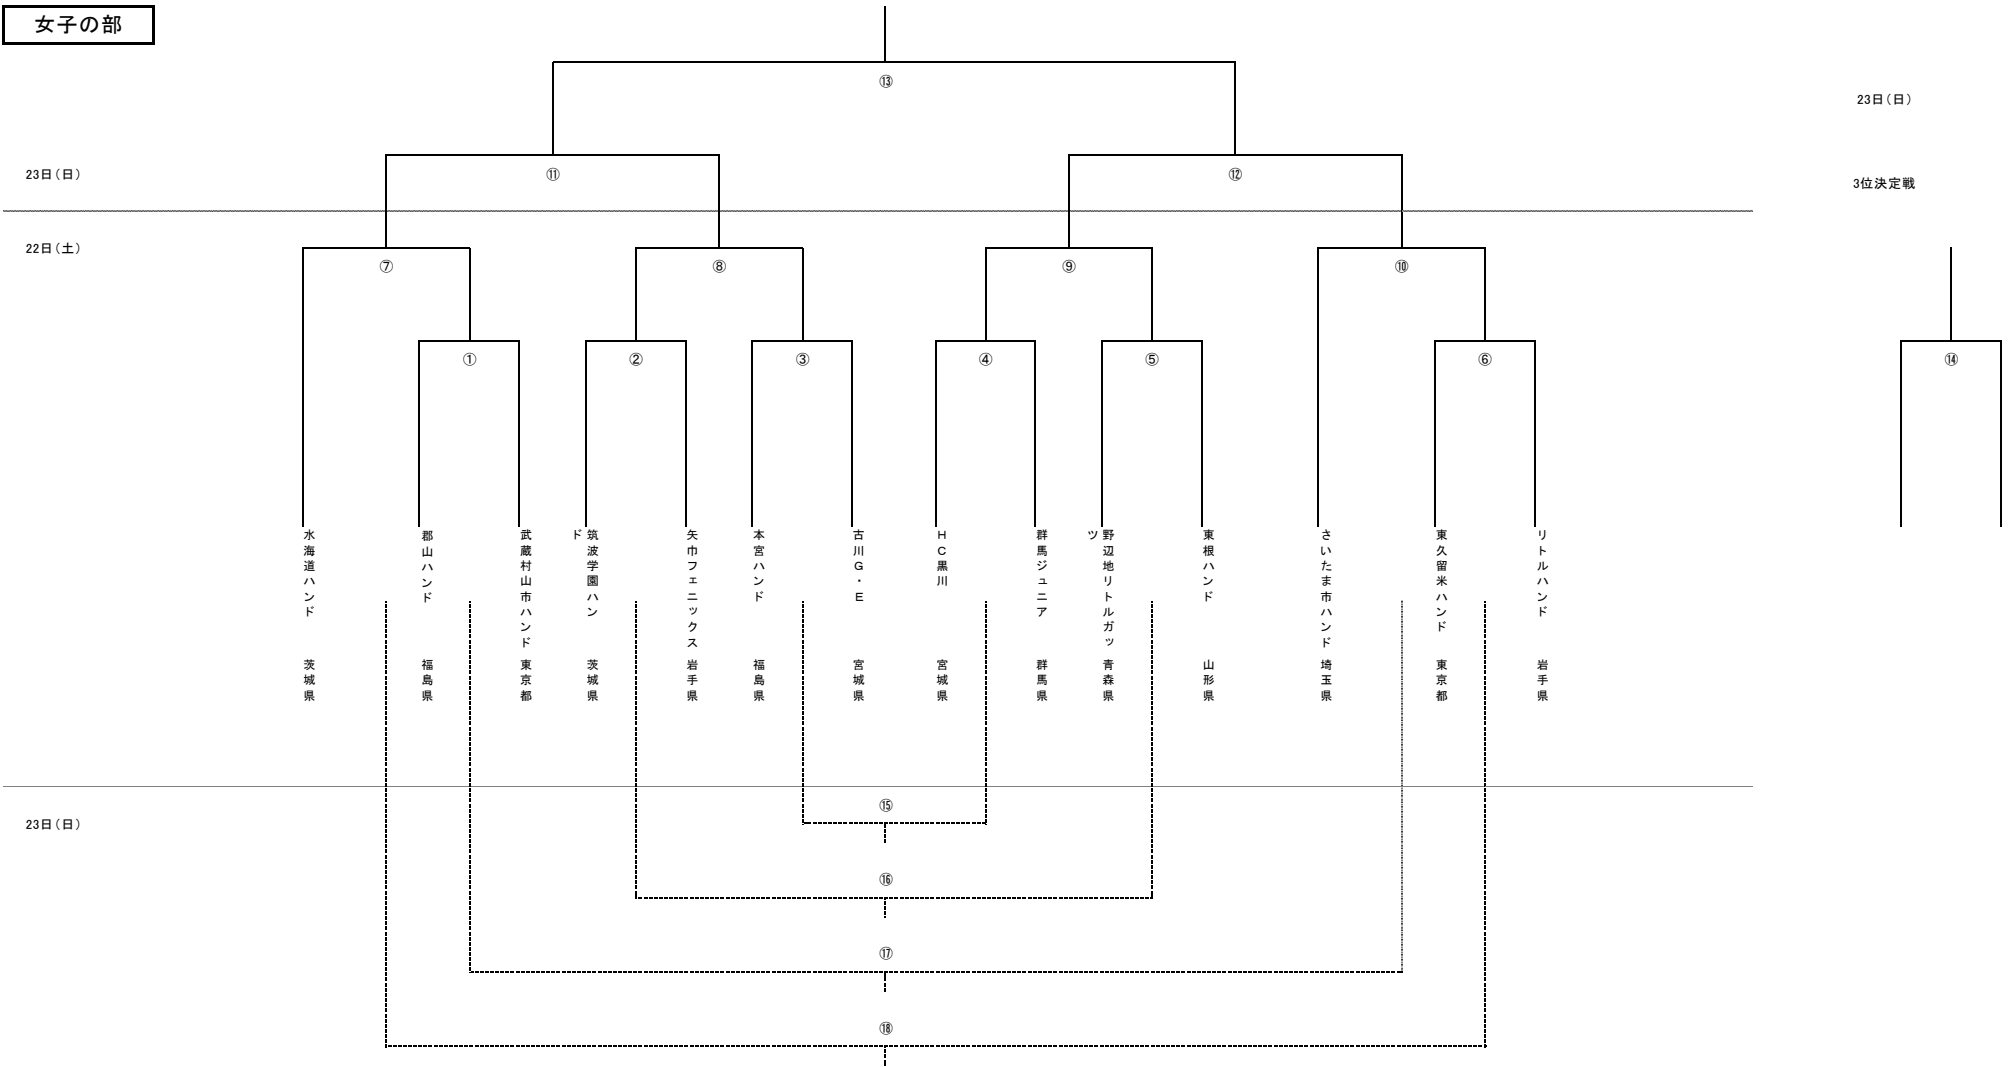 女子の部
⑬
23日(日)
23日(日)
⑪
⑫
3位決定戦
22日(土)
⑦
⑧
⑨
⑩
①
②
③
④
⑤
⑥
⑭
水海道ハンド
郡山ハンド
武蔵村山市ハンド
筑波学園ハンド
矢巾フェニックス
本宮ハンド
古川G・E
HC黒川
群馬ジュニア
野辺地リトルガッツ
東根ハンド
さいたま市ハンド
東久留米ハンド
リトルハンド
茨城県
福島県
東京都
茨城県
岩手県
福島県
宮城県
宮城県
群馬県
青森県
山形県
埼玉県
東京都
岩手県
⑮
23日(日)
⑯
⑰
⑱